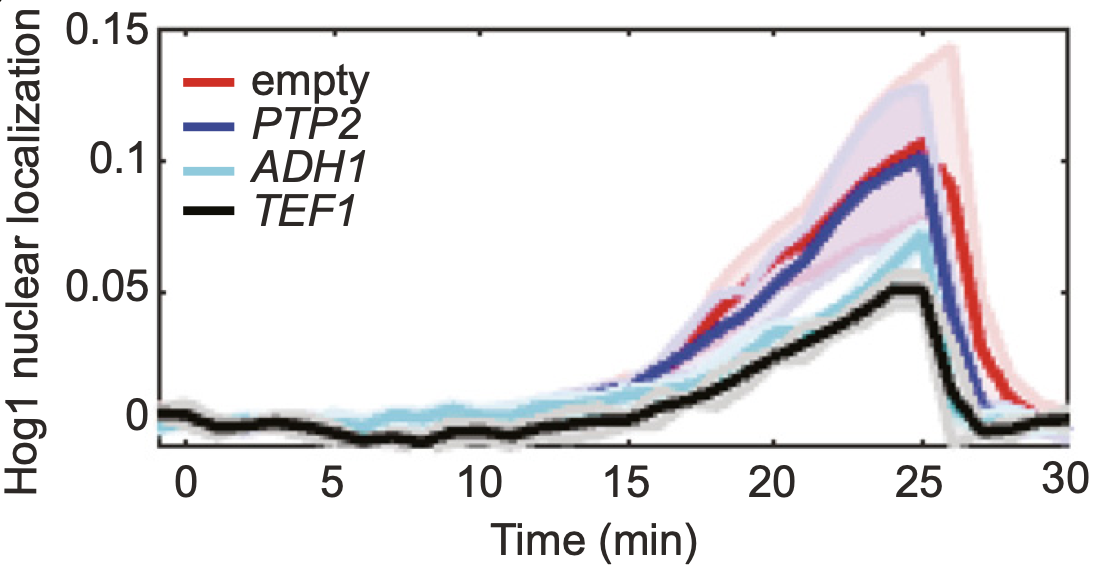 Hog1 nuclear localization
0.15
0.1
0.05
0
empty
PTP2
ADH1
TEF1
0 5 10 15 20 25 30
Time (min)